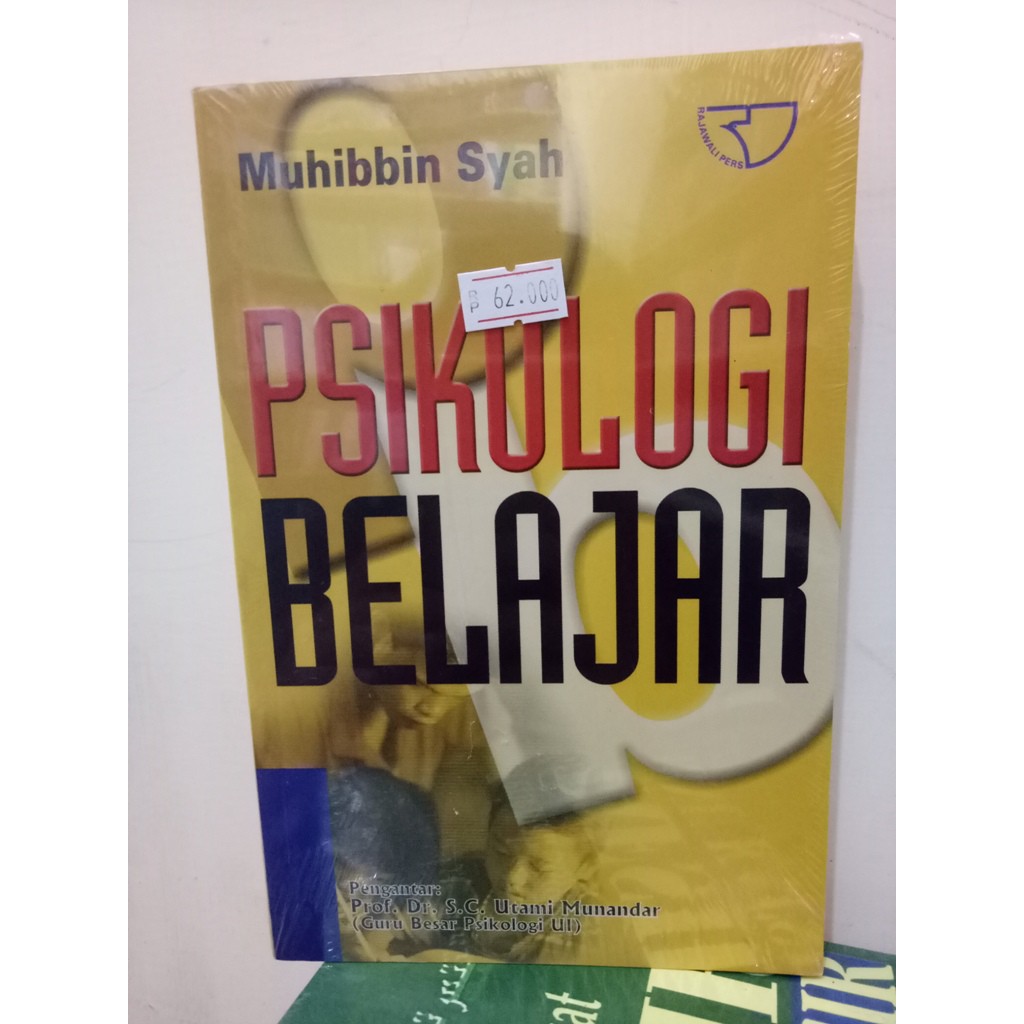 Muhibbin Syah
RAJAWALI PERS
Rp 62.000
PSIKOLOGI
BELAJAR
Pengantar:
Prof. Dr. S.C. Utami Munandar
(Guru Besar Psikologi UI)